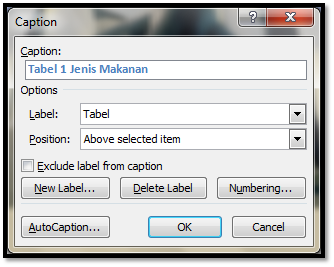 Caption
Caption:
Tabel 1 Jenis Makanan
Options
Label: Tabel
Position: Above selected item
Exclude label from caption
New Label... Delete Label Numbering...
AutoCaption... OK Cancel